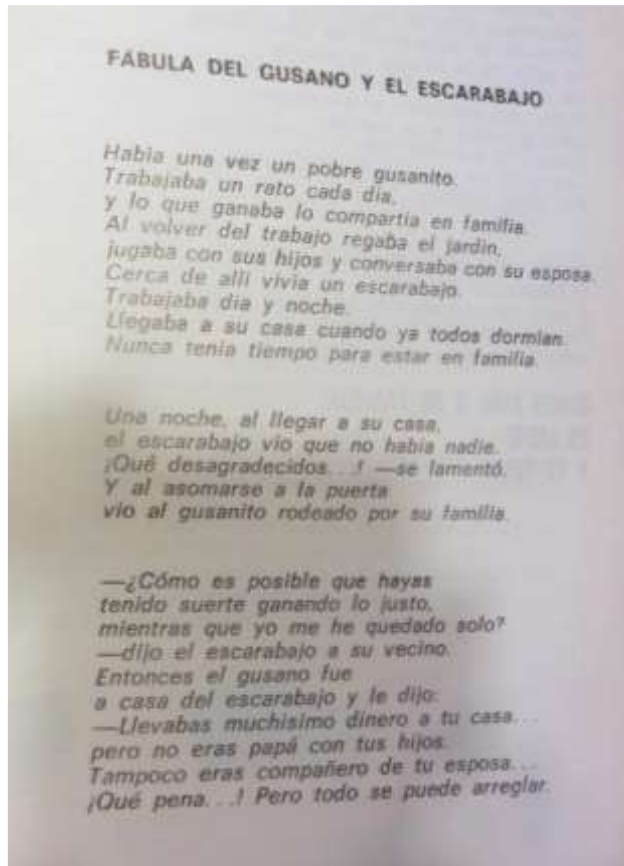 FABULA DEL GUSANO Y EL ESCARABAJO
Había una vez un pobre gusanito.
Trabajaba un rato cada día,
y lo que ganaba lo compartía en familia.
Al volver del trabajo regaba el jardín,
jugaba con sus hijos y conversaba con su esposa.
Cerca de allí vivía un escarabajo.
Trabajaba día y noche.
Llegaba a su casa cuando ya todos dormían.
Nunca tenía tiempo para estar en familia.
Una noche, al llegar a su casa,
el escarabajo vio que no había nadie.
¡Qué desagradecidos...! —se lamentó.
Y al asomarse a la puerta
vio al gusanito rodeado por su familia.
—¿Cómo es posible que hayas
tenido suerte ganando lo justo,
mientras que yo me he quedado solo?
—dijo el escarabajo a su vecino.
Entonces el gusano fue
a casa del escarabajo y le dijo:
—Llevabas muchísimo dinero a tu casa...
pero no eras papá con tus hijos.
Tampoco eras compañero de tu esposa...
¡Qué pena...! Pero todo se puede arreglar.